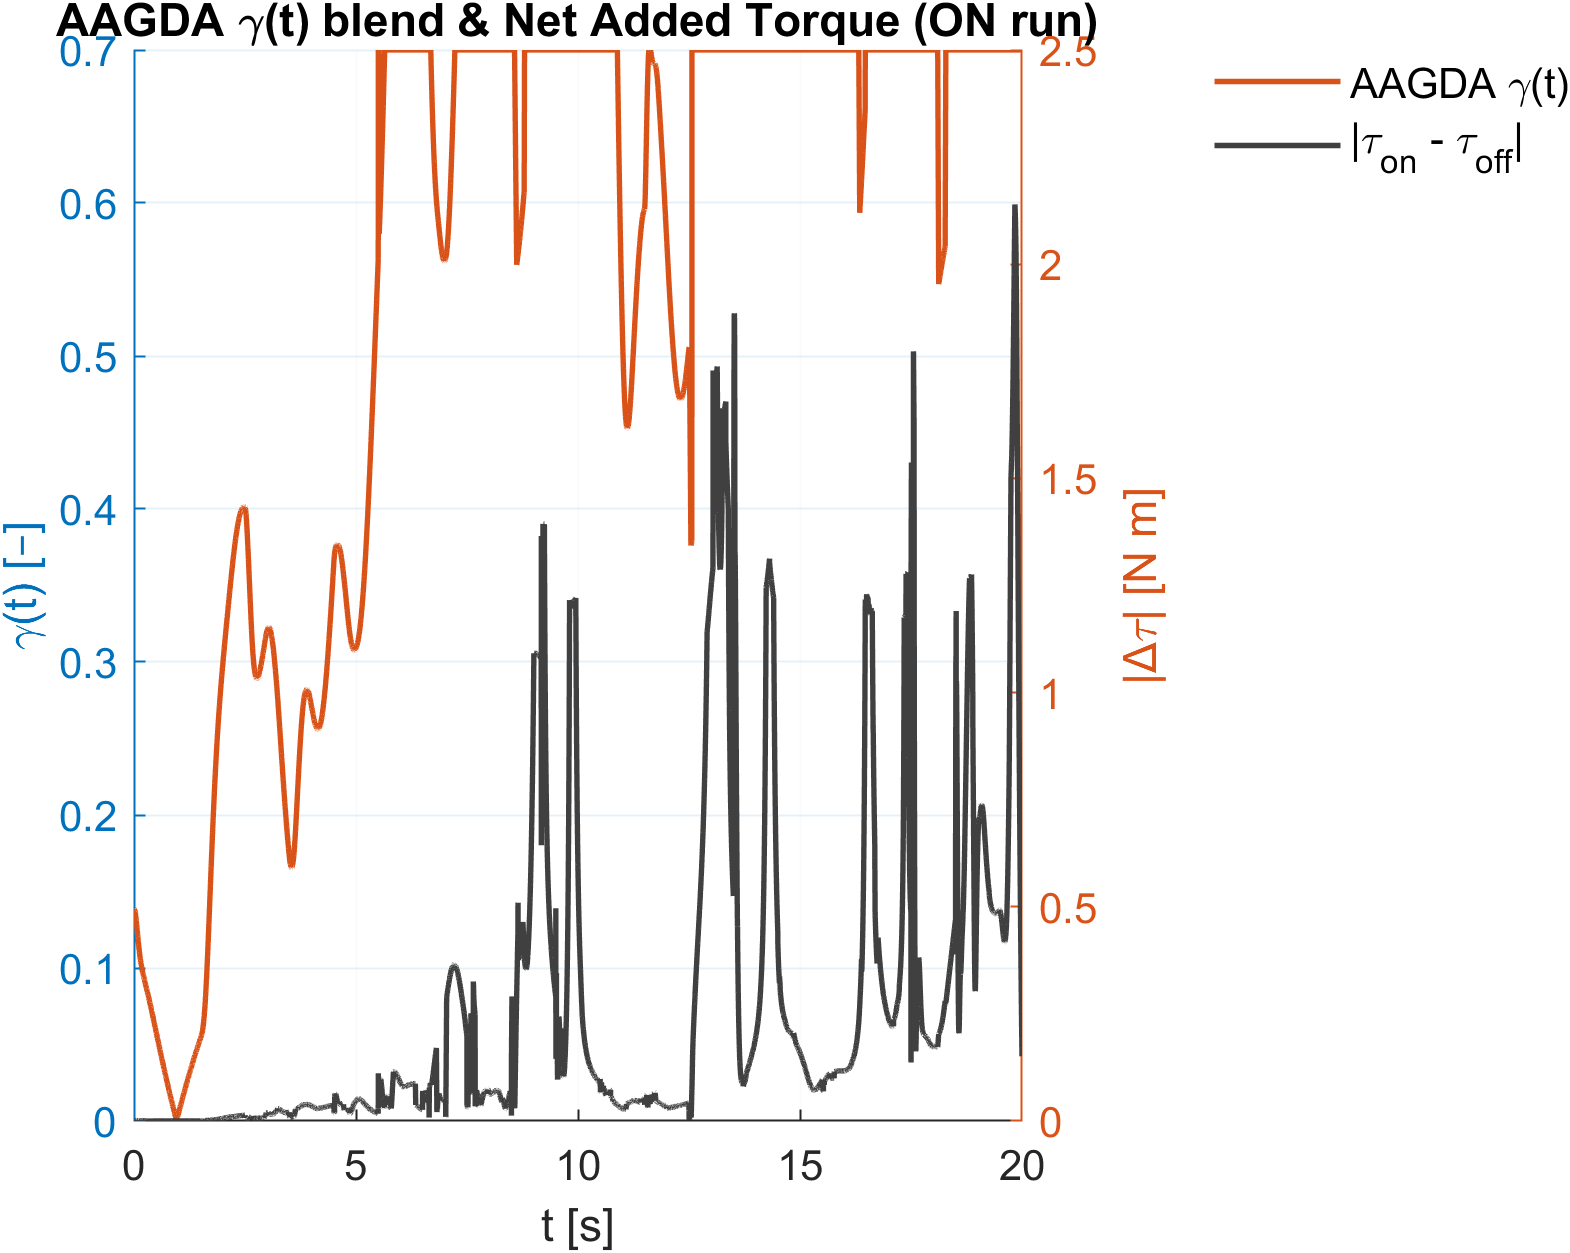 AAGDA γ(t) blend & Net Added Torque (ON run)
AAGDA γ(t)
|τon - τoff|
γ(t) [–]
0.7
0.6
0.5
0.4
0.3
0.2
0.1
0
2.5
2
1.5
1
0.5
0
|Δτ| [N m]
0 5 10 15 20
t [s]